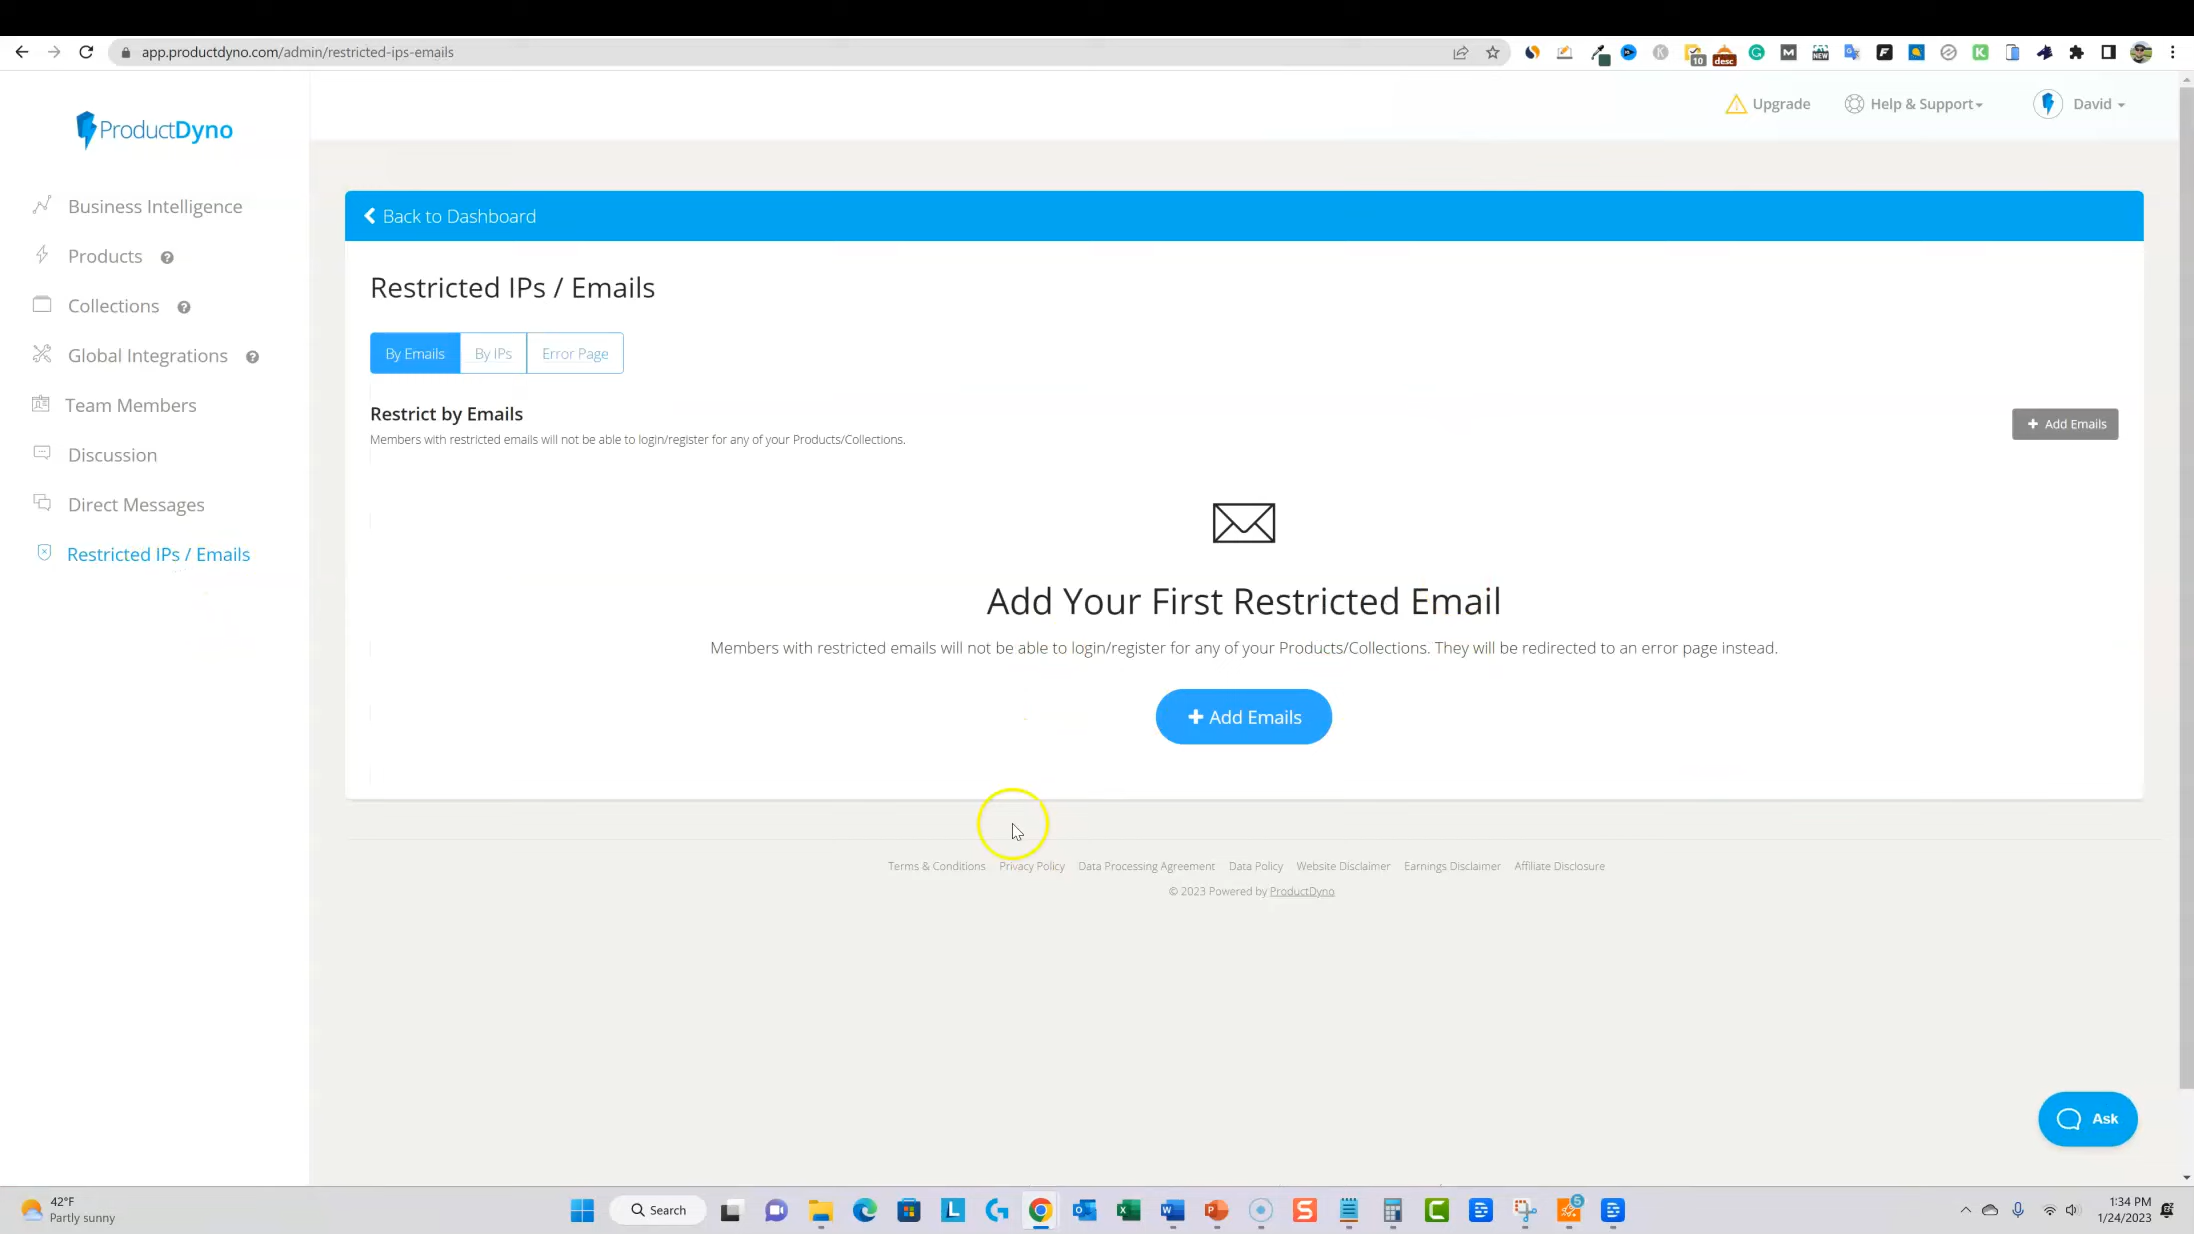 app.productdyno.com/admin/restricted-ips-emails
10
desc
NEW
ProductDyno
Upgrade
Help & Support
David
Business Intelligence
Products
Collections
Global Integrations
Team Members
Discussion
Direct Messages
Restricted IPs / Emails
Back to Dashboard
Restricted IPs / Emails
By Emails
By IPs
Error Page
Restrict by Emails
Members with restricted emails will not be able to login/register for any of your Products/Collections.
+ Add Emails
Add Your First Restricted Email
Members with restricted emails will not be able to login/register for any of your Products/Collections. They will be redirected to an error page instead.
+ Add Emails
Terms & Conditions Privacy Policy Data Processing Agreement Data Policy Website Disclaimer Earnings Disclaimer Affiliate Disclosure
© 2023 Powered by ProductDyno
Ask
42°F
Partly sunny
Search
5
1:34 PM
1/24/2023